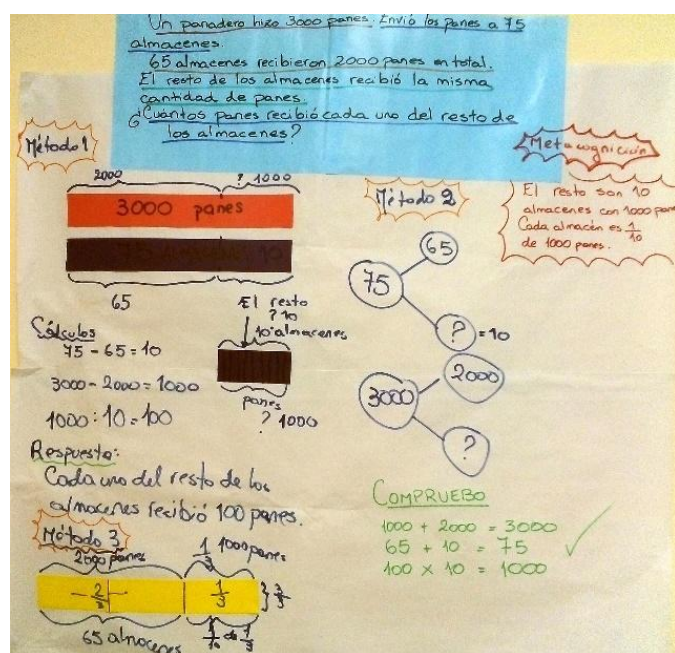 Un panadero hizo 3000 panes. Envió los panes a 75
almacenes.
65 almacenes recibieron 2000 panes en total.
El resto de los almacenes recibió la misma
cantidad de panes.
¿Cuántos panes recibió cada uno del resto de
los almacenes?
Método 1
2000 ? 1000
3000 panes
65
El resto
? 10
10 almacenes
panes
? 1000
Cálculos
75 - 65 = 10
3000 - 2000 = 1000
1000 : 10 = 100
Respuesta:
Cada uno del resto de los
almacenes recibió 100 panes.
Método 2
65
75
? = 10
2000
3000
?
Metacognición
El resto son 10
almacenes con 1000 pan
Cada almacén es 1/10
de 1000 panes.
COMPRUEBO
1000 + 2000 = 3000
65 + 10 = 75
100 x 10 = 1000
Método 3
2000 panes 1/3 1000 panes
2/3 1/3 3/3
65 almacenes 1/10 de 1/3